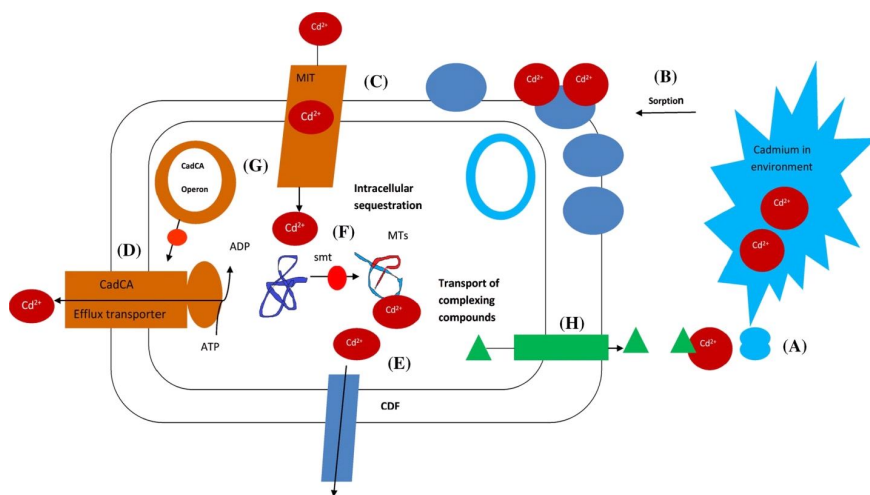 Cd²⁺
MIT
(C)
Cd²⁺
Cd²⁺
Cd²⁺
(B)
Sorption
Cadmium in
environment
Cd²⁺
Cd²⁺
CadCA
Operon
(G)
Intracellular
sequestration
Cd²⁺
(F)
MTs
smt
(D)
ADP
CadCA
Efflux transporter
Cd²⁺
ATP
Cd²⁺
Transport of
complexing
compounds
(H)
Cd²⁺
(A)
Cd²⁺
(E)
CDF